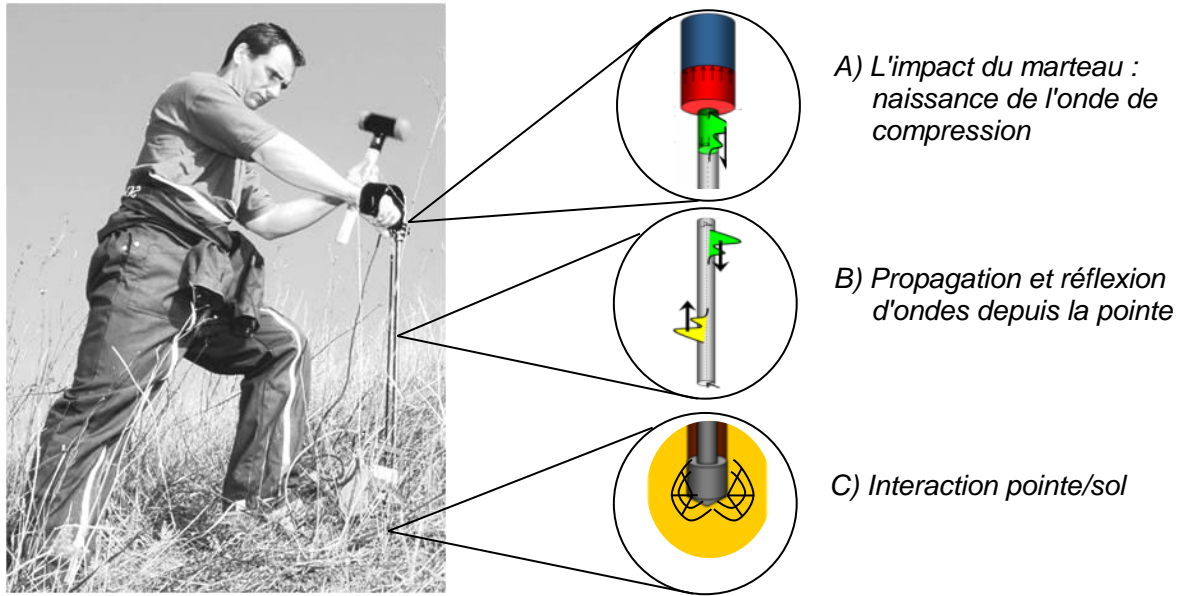 A) L'impact du marteau :
naissance de l'onde de
compression
B) Propagation et réflexion
d'ondes depuis la pointe
C) Interaction pointe/sol